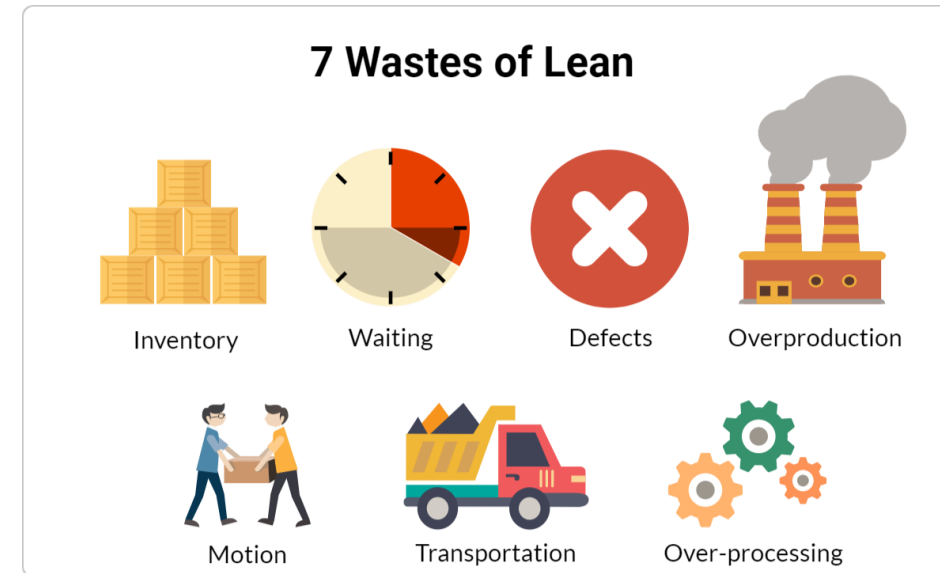 7 Wastes of Lean
Inventory
Waiting
Defects
Overproduction
Motion
Transportation
Over-processing